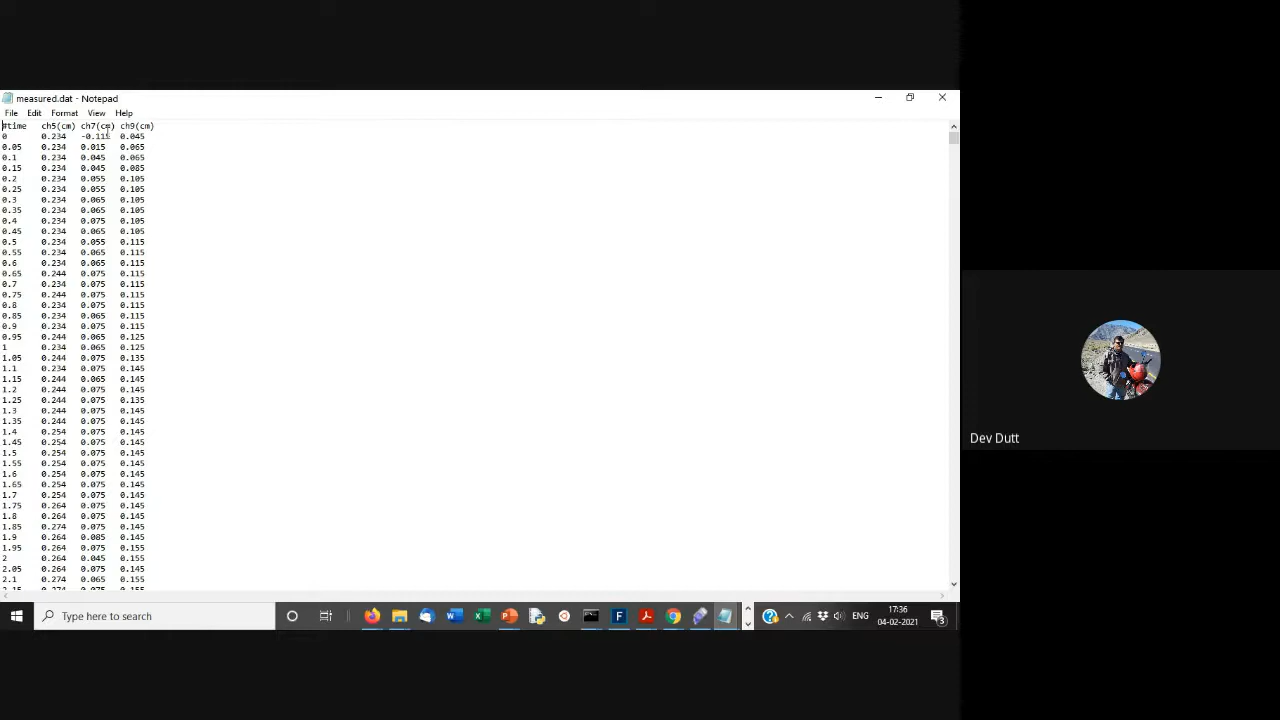 measured.dat - Notepad
File Edit Format View Help
#time ch5(cm) ch7(cm) ch9(cm)
0 0.234 -0.115 0.045
0.05 0.234 0.015 0.065
0.1 0.234 0.045 0.065
0.15 0.234 0.045 0.085
0.2 0.234 0.055 0.105
0.25 0.234 0.055 0.105
0.3 0.234 0.065 0.105
0.35 0.234 0.065 0.105
0.4 0.234 0.075 0.105
0.45 0.234 0.065 0.105
0.5 0.234 0.055 0.115
0.55 0.234 0.065 0.115
0.6 0.234 0.065 0.115
0.65 0.244 0.075 0.115
0.7 0.234 0.075 0.115
0.75 0.244 0.075 0.115
0.8 0.234 0.075 0.115
0.85 0.234 0.065 0.115
0.9 0.234 0.075 0.115
0.95 0.244 0.065 0.125
1 0.234 0.065 0.125
1.05 0.244 0.075 0.135
1.1 0.234 0.075 0.145
1.15 0.244 0.065 0.145
1.2 0.244 0.075 0.145
1.25 0.244 0.075 0.135
1.3 0.244 0.075 0.145
1.35 0.244 0.075 0.145
1.4 0.254 0.075 0.145
1.45 0.254 0.075 0.145
1.5 0.254 0.075 0.145
1.55 0.254 0.075 0.145
1.6 0.254 0.075 0.145
1.65 0.254 0.075 0.145
1.7 0.254 0.075 0.145
1.75 0.264 0.075 0.145
1.8 0.264 0.075 0.145
1.85 0.274 0.075 0.145
1.9 0.264 0.085 0.145
1.95 0.264 0.075 0.155
2 0.264 0.045 0.155
2.05 0.264 0.075 0.145
2.1 0.274 0.065 0.155
Dev Dutt
Type here to search
ENG
17:36
04-02-2021
3